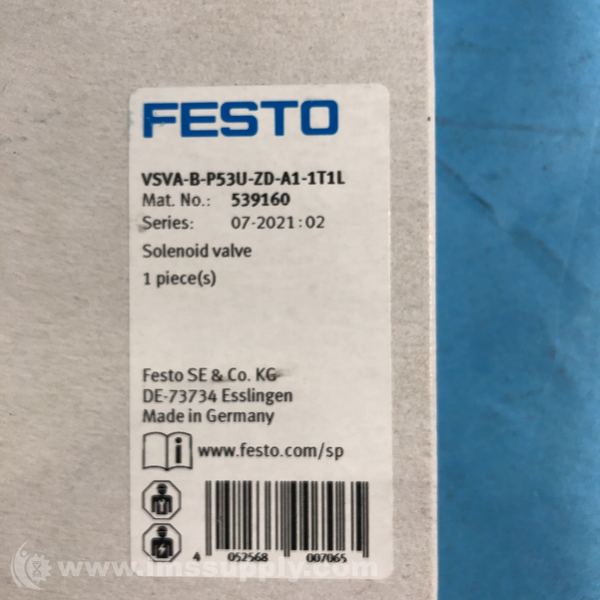 FESTO
VSVA-B-P53U-ZD-A1-1T1L
Mat. No.: 539160
Series: 07-2021:02
Solenoid valve
1 piece(s)
Festo SE & Co. KG
DE-73734 Esslingen
Made in Germany
www.festo.com/sp
4 052568 007065
www.imssupply.com